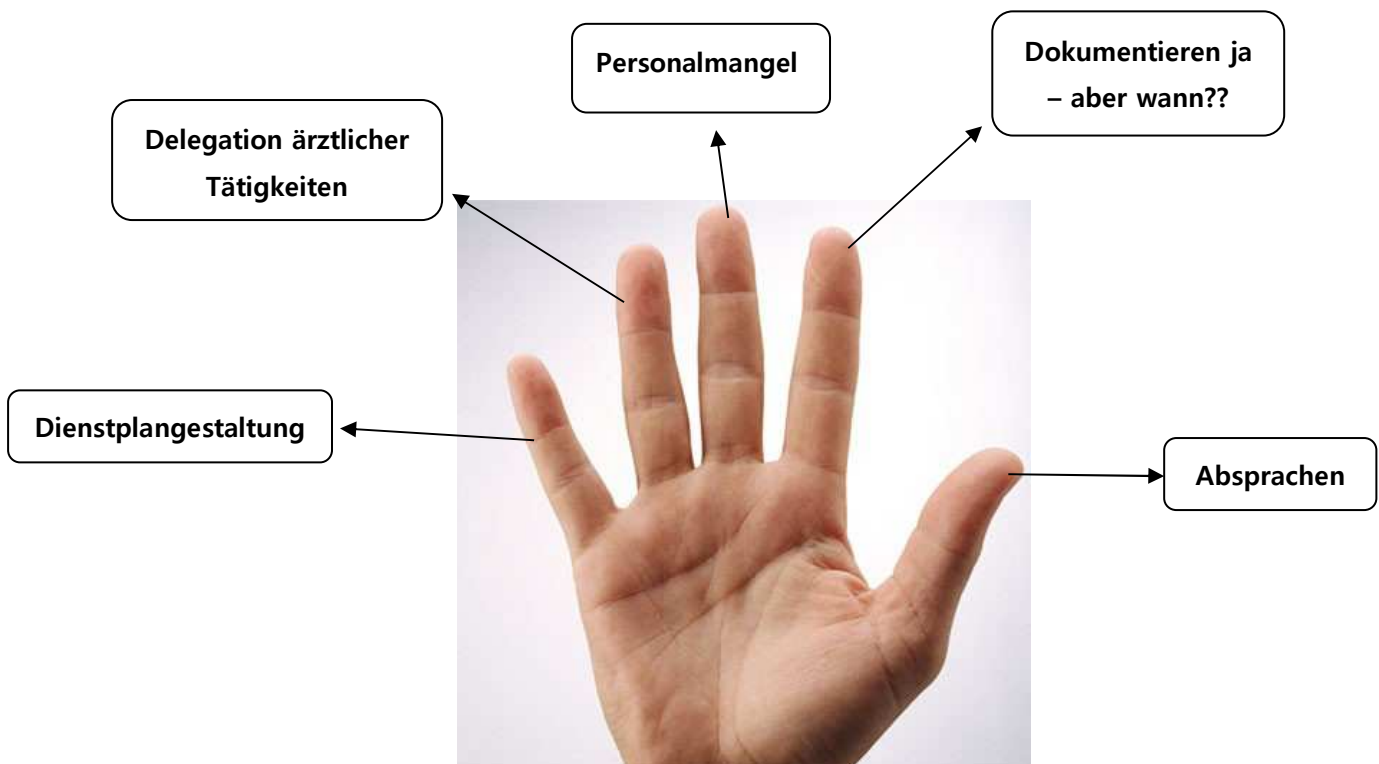 Personalmangel
Dokumentieren ja
– aber wann??
Delegation ärztlicher
Tätigkeiten
Dienstplangestaltung
Absprachen